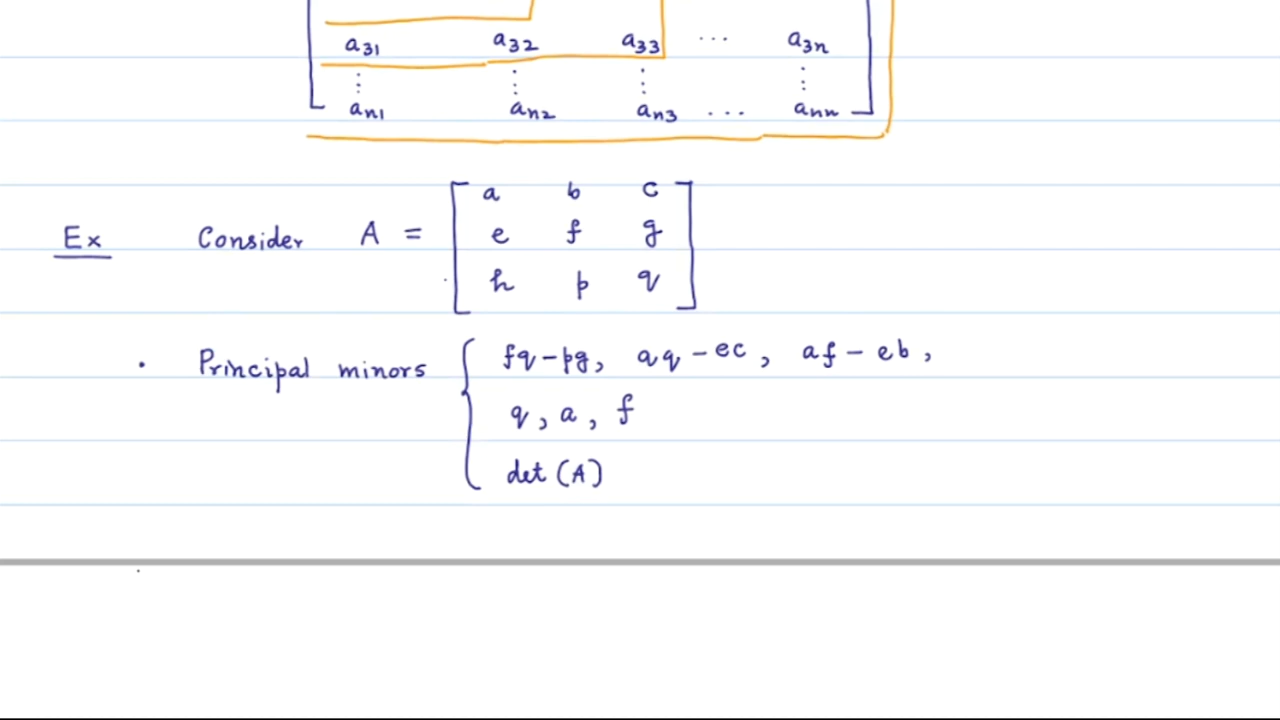 a31 a32 a33 ... a3n
⋮ ⋮ ⋮ ⋮
an1 an2 an3 ... ann
Ex Consider A = [ a b c
e f g
h p q ]
. Principal minors { fq-pg, aq-ec, af-eb,
q, a, f
det (A)